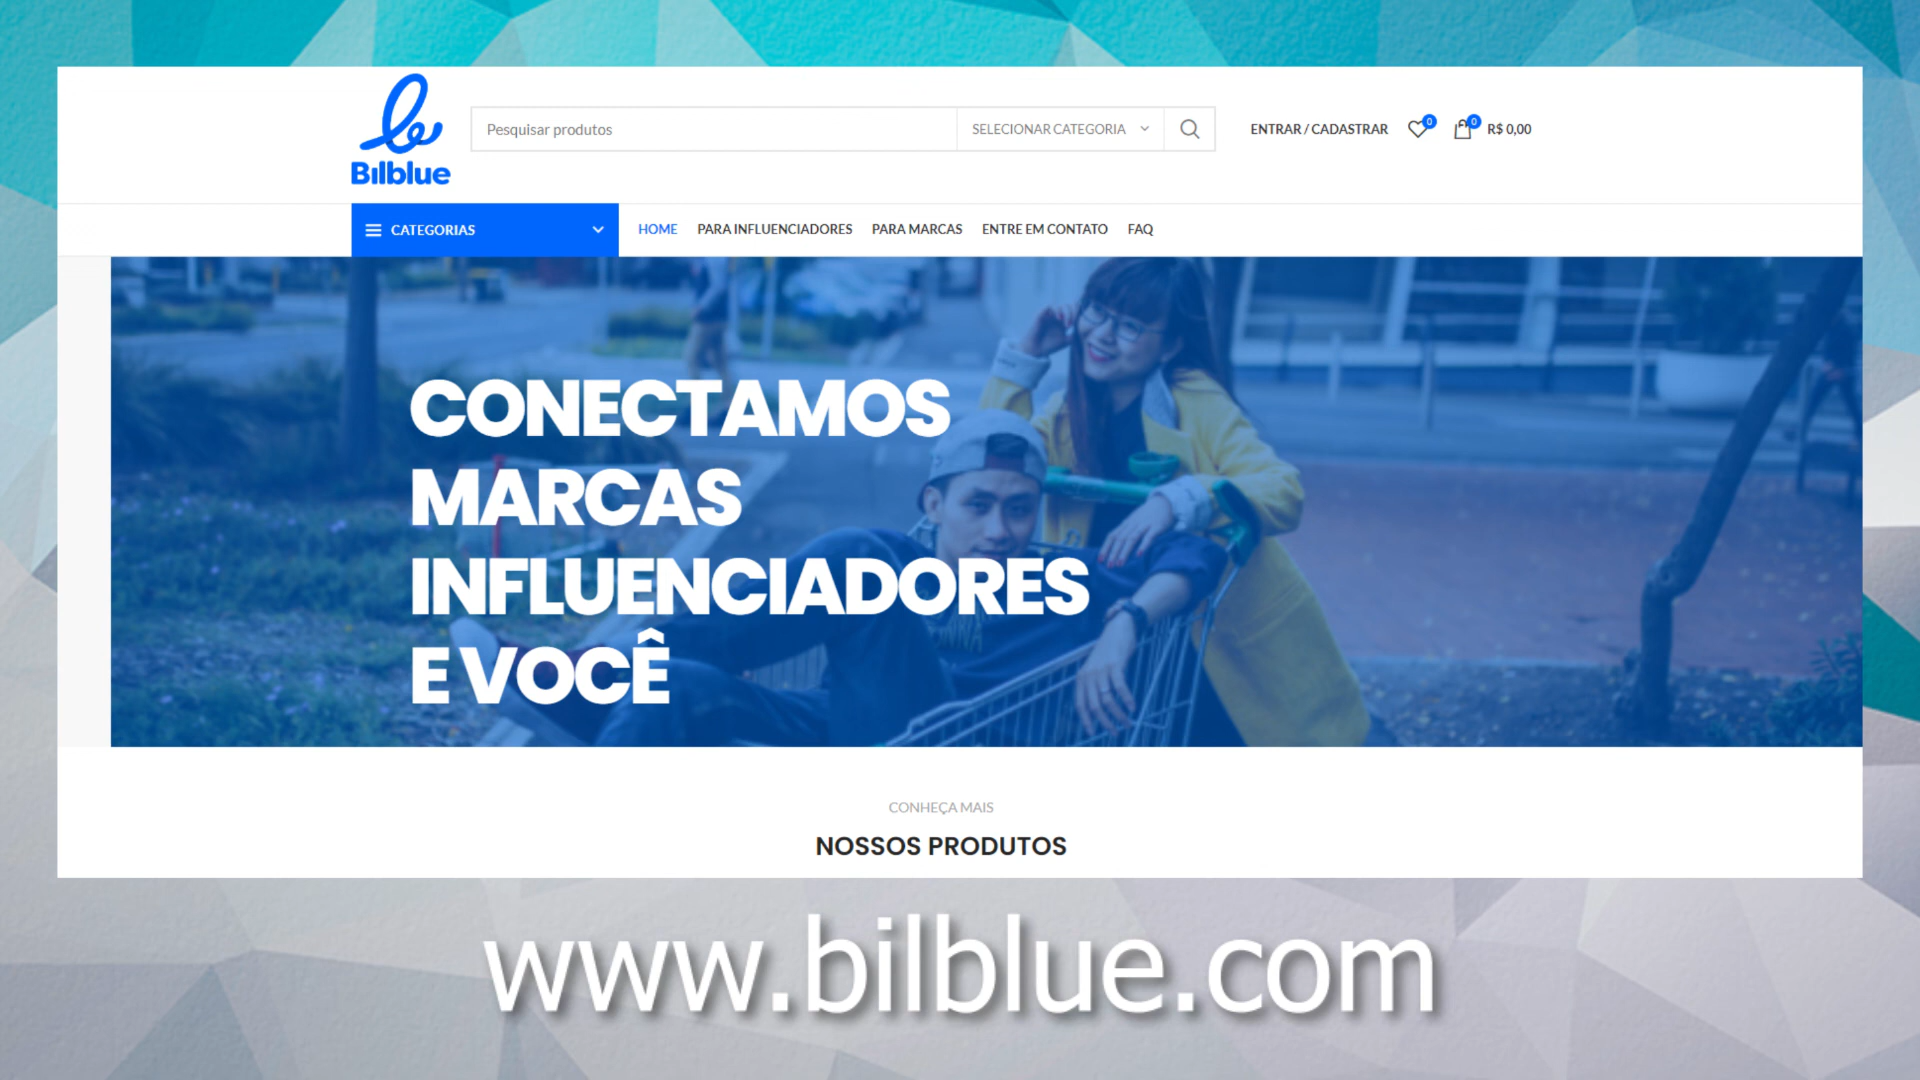 Bilblue
Pesquisar produtos
SELECIONAR CATEGORIA
ENTRAR / CADASTRAR
0
0
R$ 0,00
CATEGORIAS
HOME
PARA INFLUENCIADORES
PARA MARCAS
ENTRE EM CONTATO
FAQ
CONECTAMOS
MARCAS
INFLUENCIADORES
E VOCÊ
CONHEÇA MAIS
NOSSOS PRODUTOS
www.bilblue.com